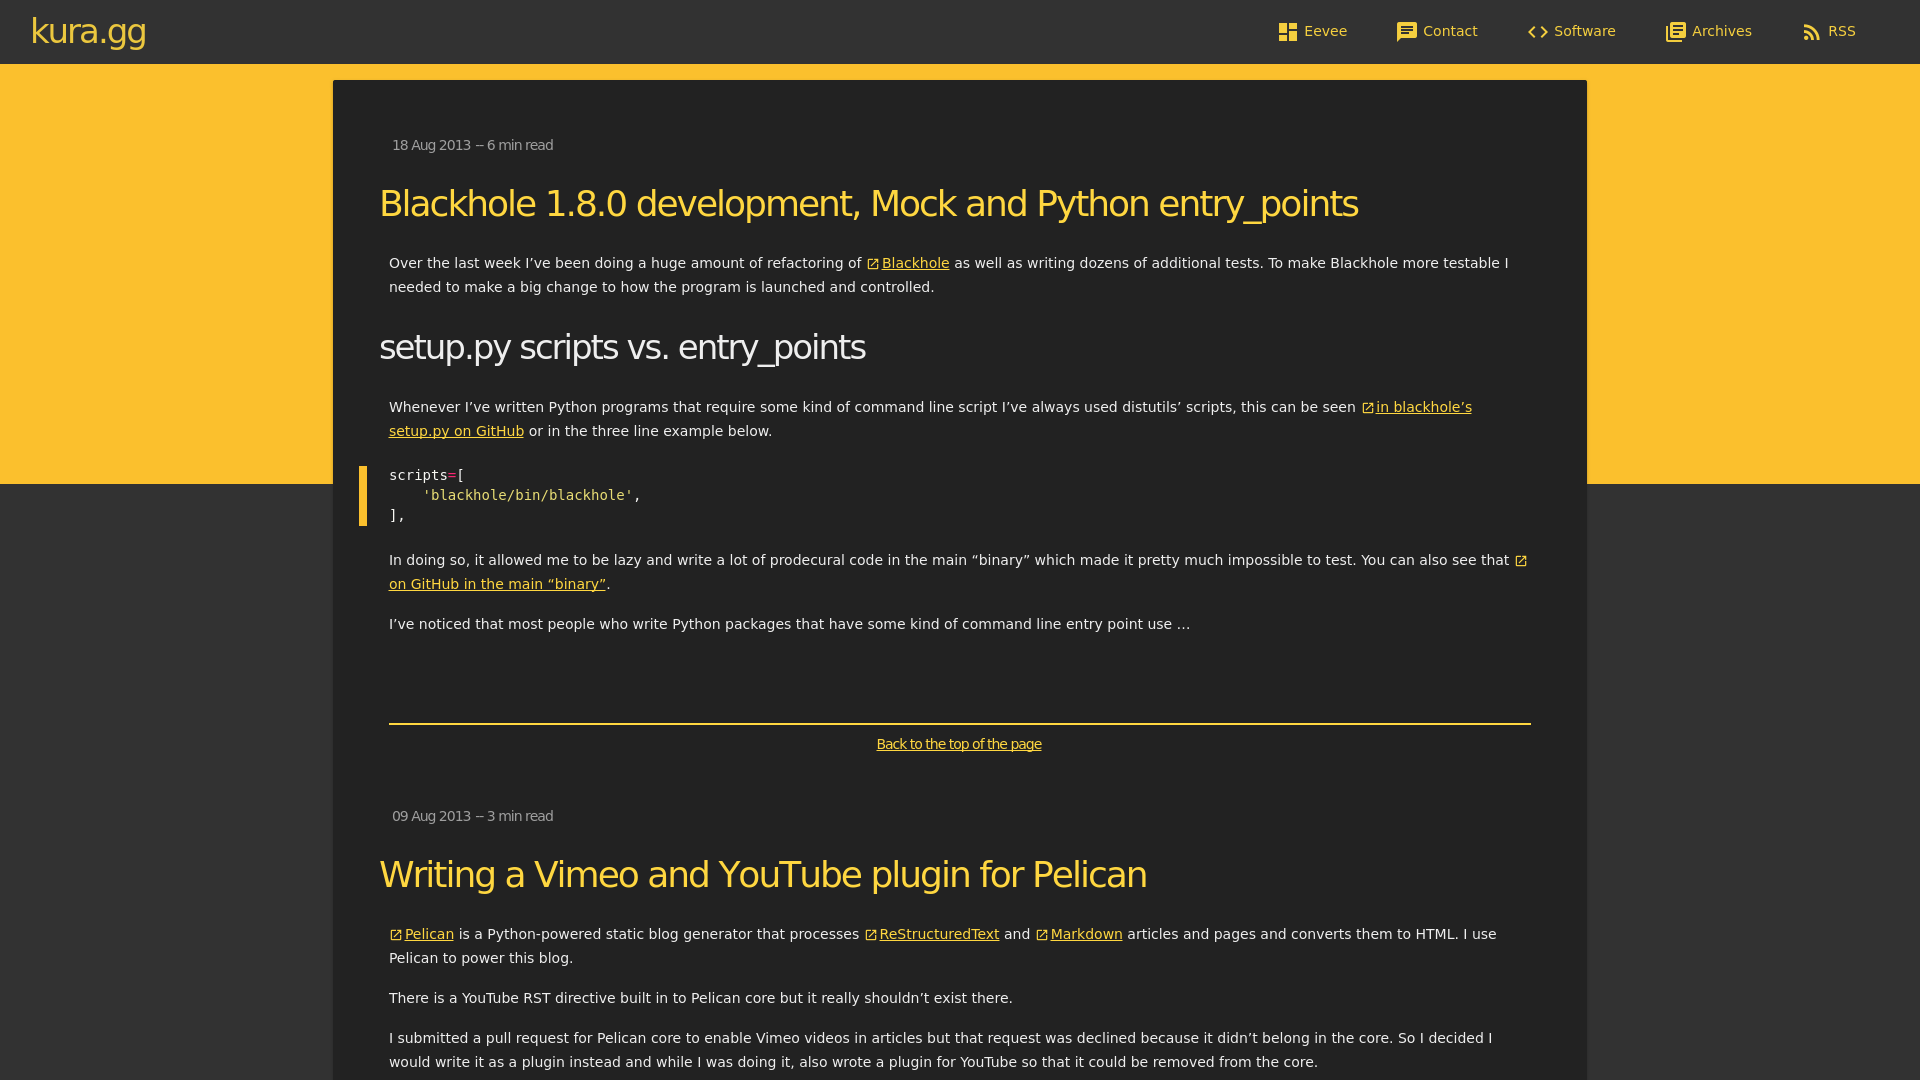 kura.gg
Eevee
Contact
Software
Archives
RSS
18 Aug 2013 -- 6 min read
Blackhole 1.8.0 development, Mock and Python entry_points
Over the last week I’ve been doing a huge amount of refactoring of Blackhole as well as writing dozens of additional tests. To make Blackhole more testable I
needed to make a big change to how the program is launched and controlled.
setup.py scripts vs. entry_points
Whenever I’ve written Python programs that require some kind of command line script I’ve always used distutils’ scripts, this can be seen in blackhole’s
setup.py on GitHub or in the three line example below.
scripts=[
    'blackhole/bin/blackhole',
],
In doing so, it allowed me to be lazy and write a lot of prodecural code in the main “binary” which made it pretty much impossible to test. You can also see that
on GitHub in the main “binary”.
I’ve noticed that most people who write Python packages that have some kind of command line entry point use …
Back to the top of the page
09 Aug 2013 -- 3 min read
Writing a Vimeo and YouTube plugin for Pelican
Pelican is a Python-powered static blog generator that processes ReStructuredText and Markdown articles and pages and converts them to HTML. I use
Pelican to power this blog.
There is a YouTube RST directive built in to Pelican core but it really shouldn’t exist there.
I submitted a pull request for Pelican core to enable Vimeo videos in articles but that request was declined because it didn’t belong in the core. So I decided I
would write it as a plugin instead and while I was doing it, also wrote a plugin for YouTube so that it could be removed from the core.